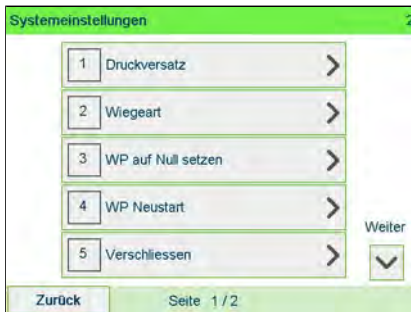 Systemeinstellungen 2
1 Druckversatz
2 Wiegeart
3 WP auf Null setzen
4 WP Neustart
5 Verschliessen
Weiter
Zurück Seite 1 / 2